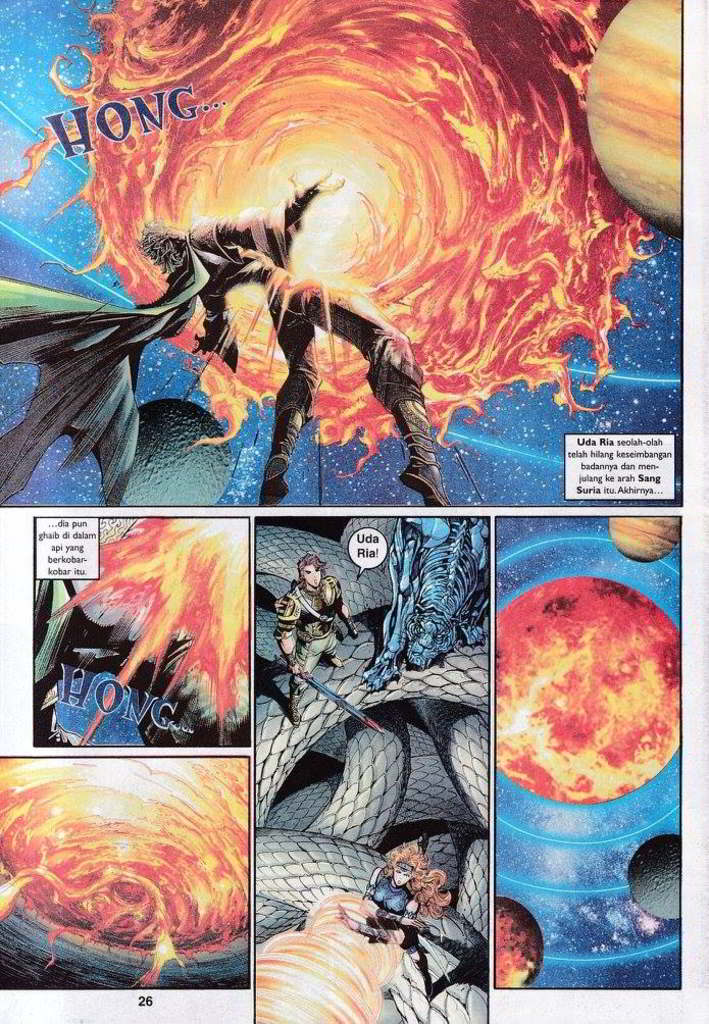 HONG...
Uda Ria seolah-olah
telah hilang keseimbangan
badannya dan men-
julang ke arah Sang
Suria itu. Akhirnya...
...dia pun
ghaib di dalam
api yang
berkobar-
kobar itu.
HONG...
Uda
Ria!
26